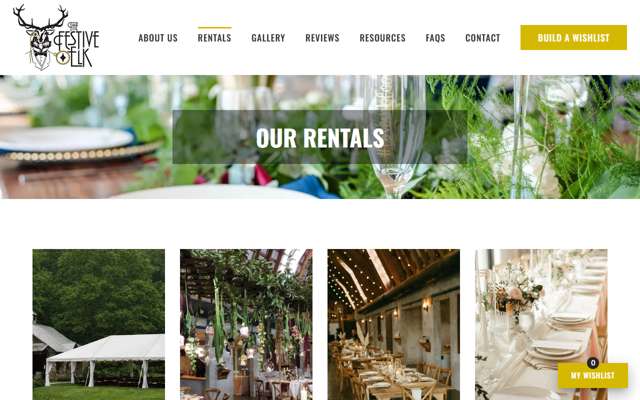 THE
FESTIVE
ELK
ABOUT US
RENTALS
GALLERY
REVIEWS
RESOURCES
FAQS
CONTACT
BUILD A WISHLIST
OUR RENTALS
0
MY WISHLIST